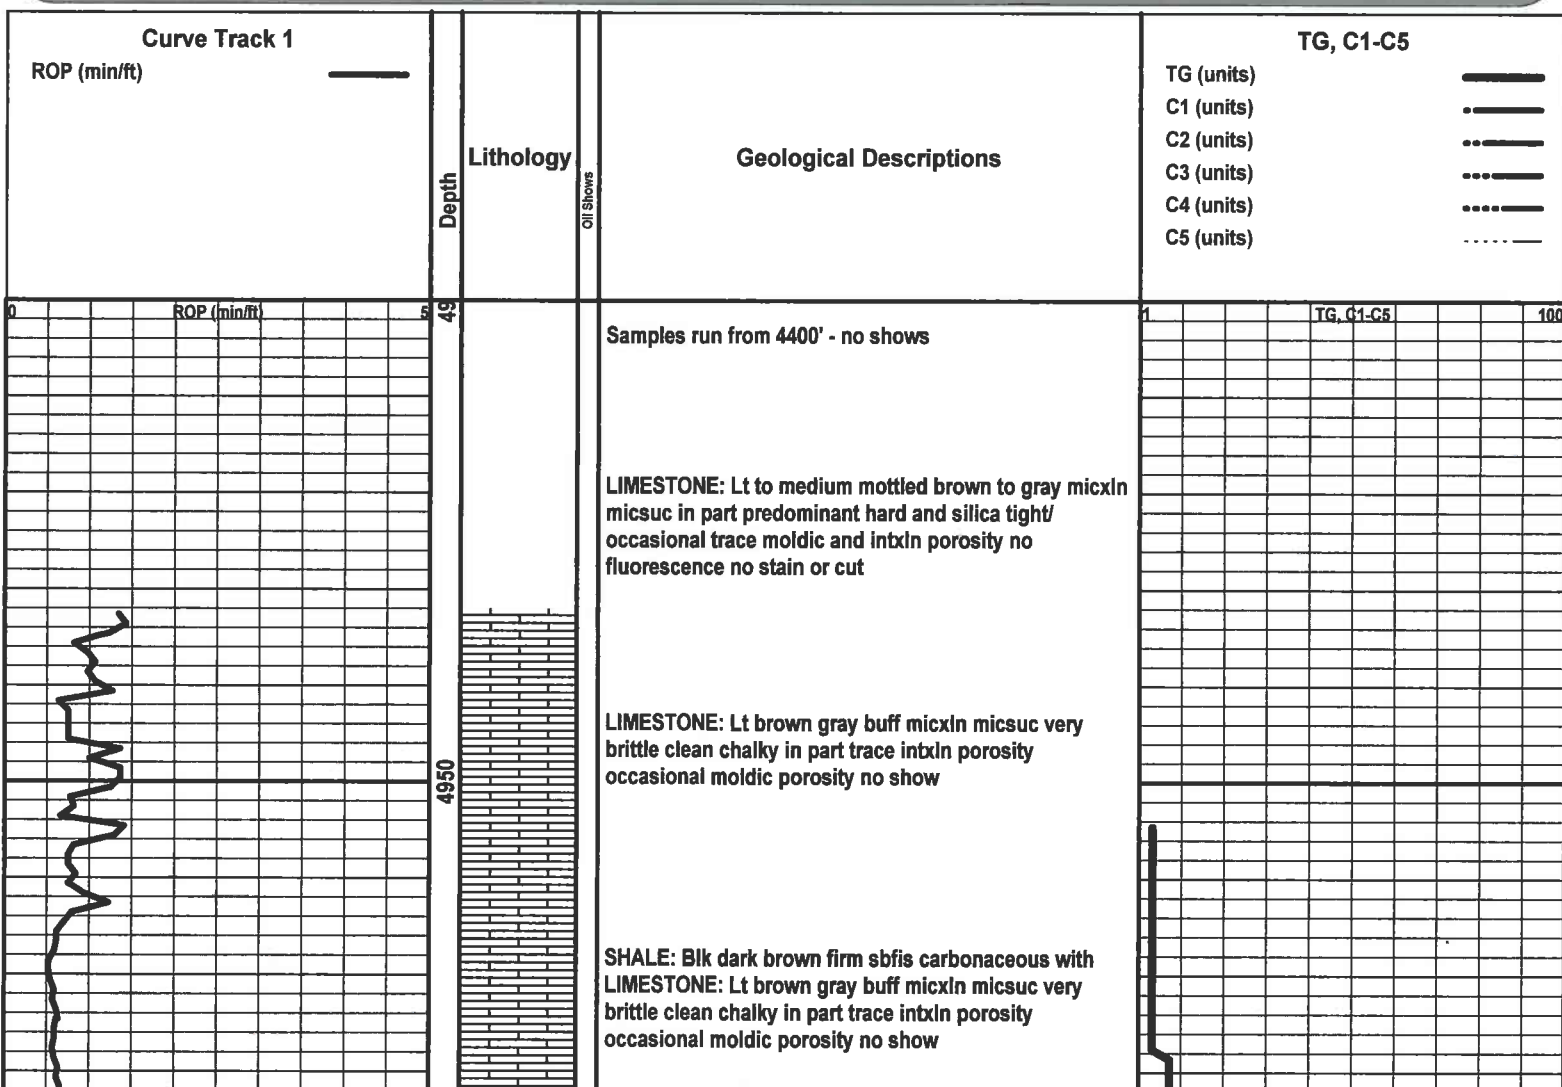 Curve Track 1
ROP (min/ft)
Depth
Lithology
Oil Shows
Geological Descriptions
TG, C1-C5
TG (units)
C1 (units)
C2 (units)
C3 (units)
C4 (units)
C5 (units)
0 ROP (min/ft) 5
49
1 TG, C1-C5 100
Samples run from 4400' - no shows
LIMESTONE: Lt to medium mottled brown to gray micxln
micsuc in part predominant hard and silica tight/
occasional trace moldic and intxln porosity no
fluorescence no stain or cut
LIMESTONE: Lt brown gray buff micxln micsuc very
brittle clean chalky in part trace intxln porosity
occasional moldic porosity no show
4950
SHALE: Blk dark brown firm sbfis carbonaceous with
LIMESTONE: Lt brown gray buff micxln micsuc very
brittle clean chalky in part trace intxln porosity
occasional moldic porosity no show